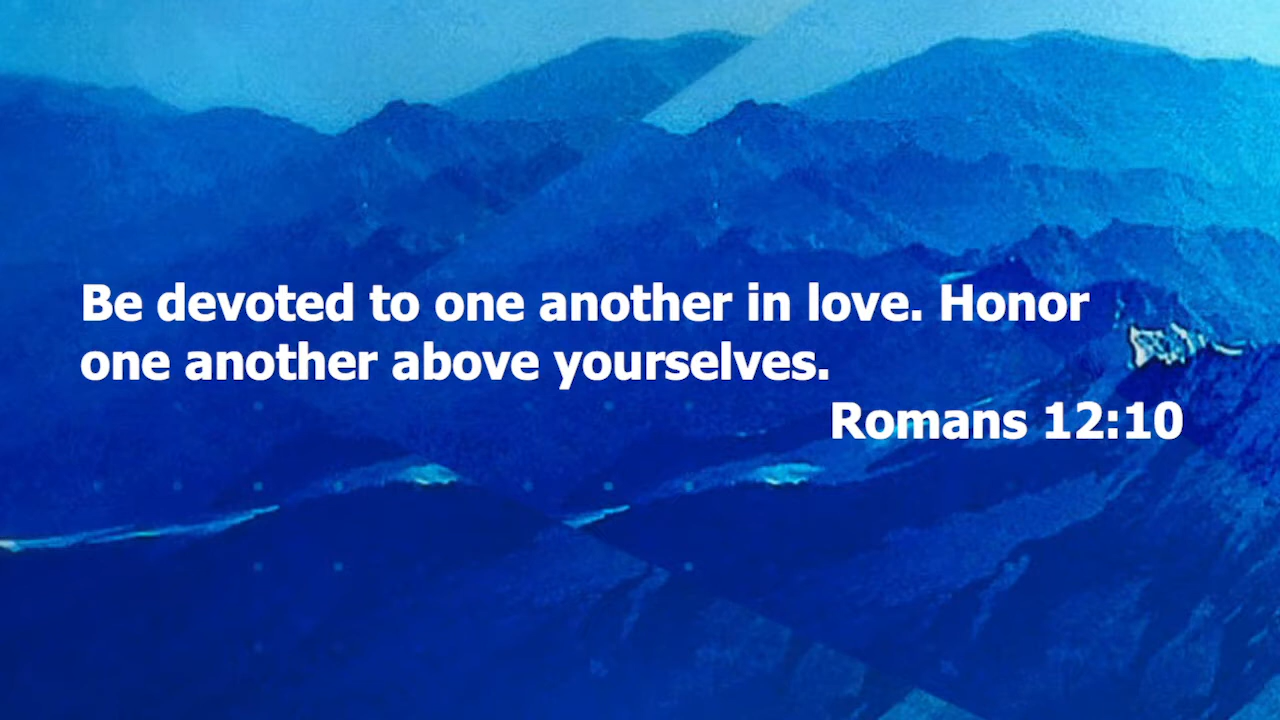 Be devoted to one another in love. Honor
one another above yourselves.
Romans 12:10